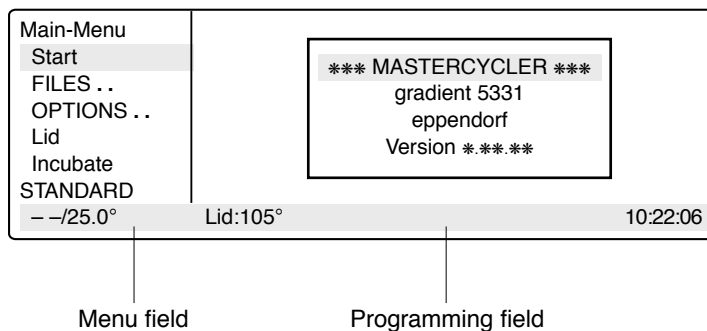 Main-Menu
Start
FILES . .
OPTIONS . .
Lid
Incubate
STANDARD
*** MASTERCYCLER ***
gradient 5331
eppendorf
Version *.**.**
– –/25.0° Lid:105° 10:22:06
Menu field Programming field